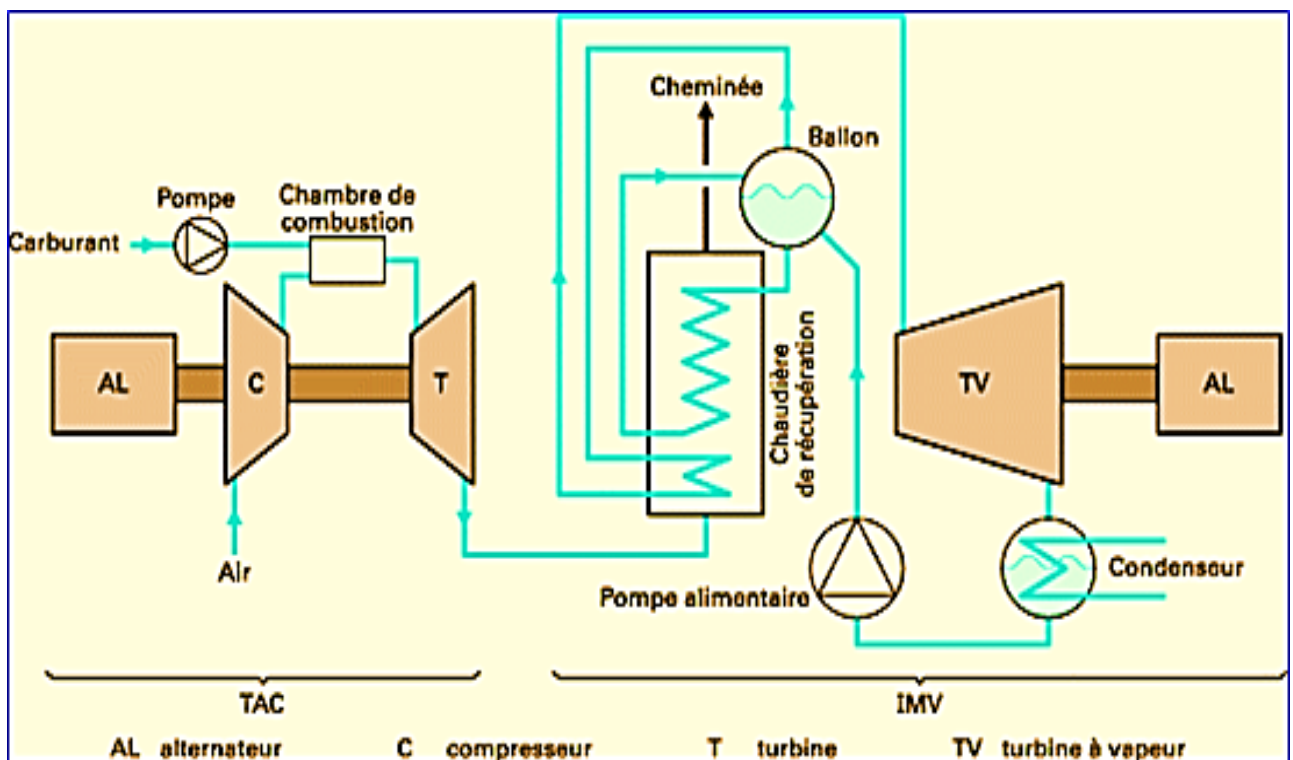 Cheminée
Ballon
Pompe
Chambre de
combustion
Carburant
AL
C
T
Chaudière
de récupération
TV
AL
Air
Pompe alimentaire
Condenseur
TAC
IMV
AL alternateur C compresseur T turbine TV turbine à vapeur